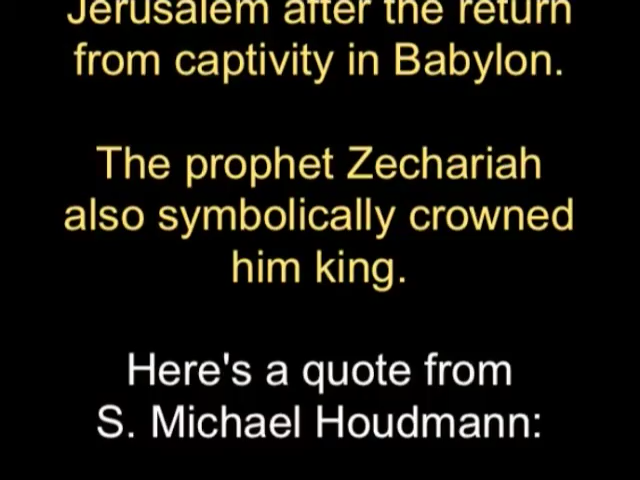 Jerusalem after the return
from captivity in Babylon.
The prophet Zechariah
also symbolically crowned
him king.
Here's a quote from
S. Michael Houdmann: